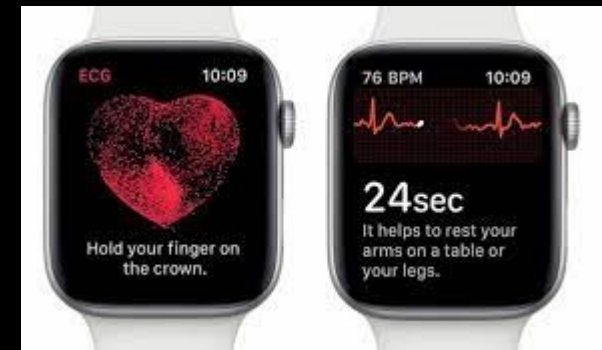 ECG 10:09
Hold your finger on
the crown.
76 BPM 10:09
24sec
It helps to rest your
arms on a table or
your legs.